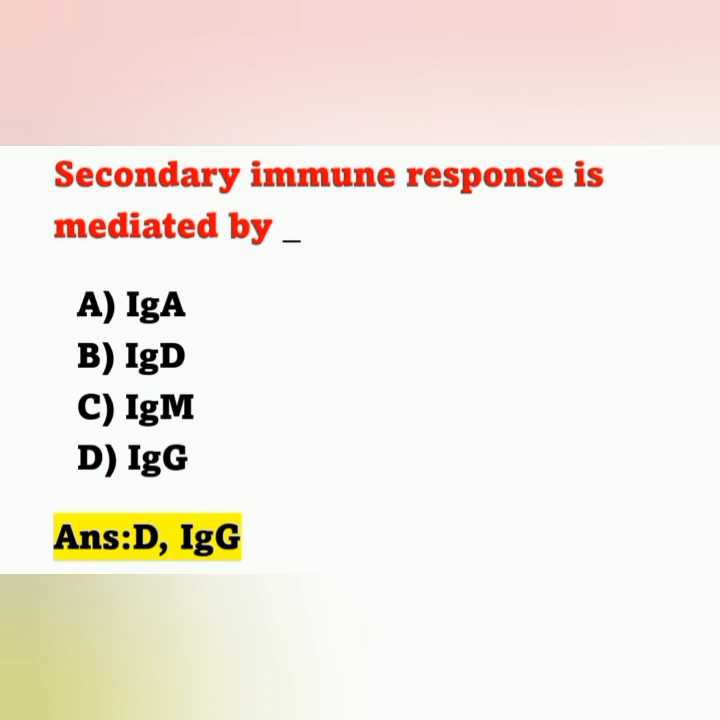 Secondary immune response is
mediated by _
A) IgA
B) IgD
C) IgM
D) IgG
Ans:D, IgG